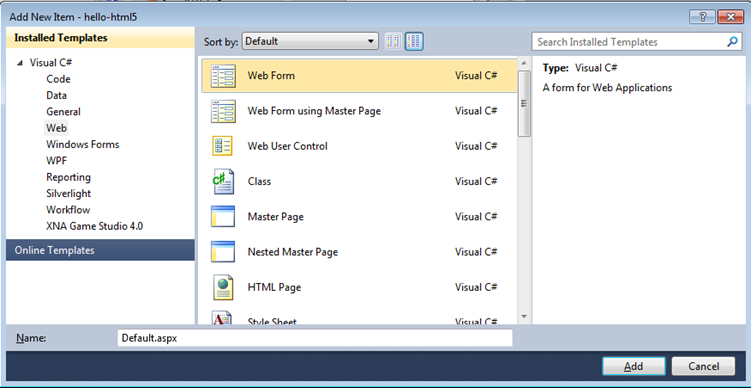 Add New Item - hello-html5
Installed Templates
Visual C#
Code
Data
General
Web
Windows Forms
WPF
Reporting
Silverlight
Workflow
XNA Game Studio 4.0
Online Templates
Sort by: Default
Web Form Visual C#
Web Form using Master Page Visual C#
Web User Control Visual C#
Class Visual C#
Master Page Visual C#
Nested Master Page Visual C#
HTML Page Visual C#
Style Sheet Visual C#
Search Installed Templates
Type: Visual C#
A form for Web Applications
Name: Default.aspx
Add Cancel